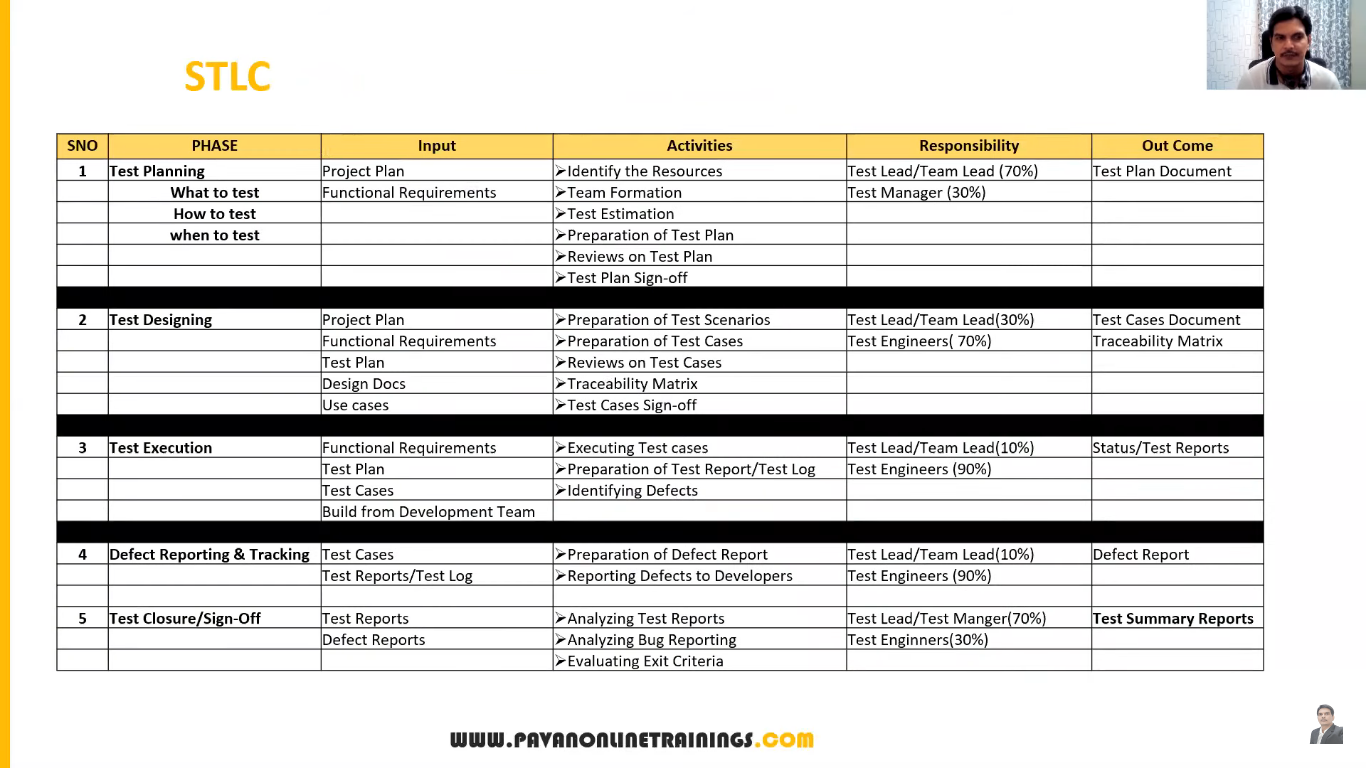 STLC
SNO PHASE Input Activities Responsibility Out Come
1 Test Planning Project Plan ➢Identify the Resources Test Lead/Team Lead (70%) Test Plan Document
What to test Functional Requirements ➢Team Formation Test Manager (30%)
How to test ➢Test Estimation
when to test ➢Preparation of Test Plan
➢Reviews on Test Plan
➢Test Plan Sign-off
2 Test Designing Project Plan ➢Preparation of Test Scenarios Test Lead/Team Lead(30%) Test Cases Document
Functional Requirements ➢Preparation of Test Cases Test Engineers( 70%) Traceability Matrix
Test Plan ➢Reviews on Test Cases
Design Docs ➢Traceability Matrix
Use cases ➢Test Cases Sign-off
3 Test Execution Functional Requirements ➢Executing Test cases Test Lead/Team Lead(10%) Status/Test Reports
Test Plan ➢Preparation of Test Report/Test Log Test Engineers (90%)
Test Cases ➢Identifying Defects
Build from Development Team
4 Defect Reporting & Tracking Test Cases ➢Preparation of Defect Report Test Lead/Team Lead(10%) Defect Report
Test Reports/Test Log ➢Reporting Defects to Developers Test Engineers (90%)
5 Test Closure/Sign-Off Test Reports ➢Analyzing Test Reports Test Lead/Test Manger(70%) Test Summary Reports
Defect Reports ➢Analyzing Bug Reporting Test Enginners(30%)
➢Evaluating Exit Criteria
WWW.PAVANONLINETRAININGS.COM